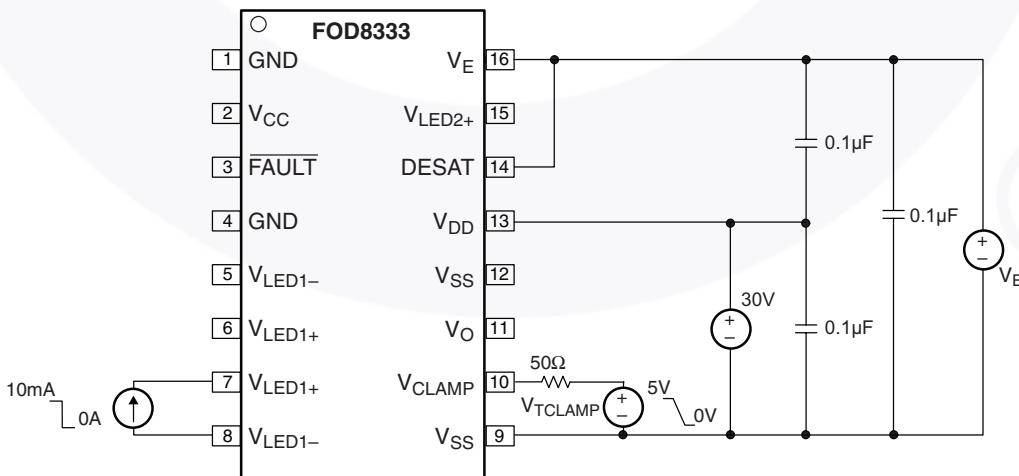 FOD8333
1 GND
2 VCC
3 FAULT
4 GND
5 VLED1–
6 VLED1+
7 VLED1+
8 VLED1–
VE 16
VLED2+ 15
DESAT 14
VDD 13
VSS 12
VO 11
VCLAMP 10
VSS 9
10mA
0A
50Ω
VTCLAMP
+
–
5V
0V
30V
+
–
0.1µF
0.1µF
0.1µF
+
–
VE